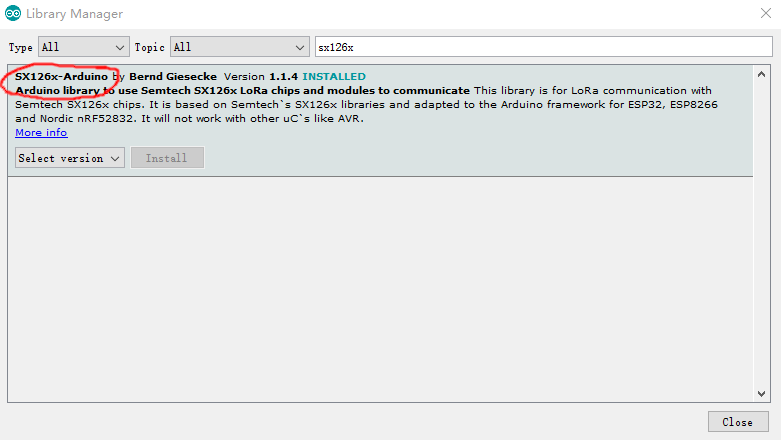 Library Manager
Type All Topic All sx126x
SX126x-Arduino by Bernd Giesecke Version 1.1.4 INSTALLED
Arduino library to use Semtech SX126x LoRa chips and modules to communicate This library is for LoRa communication with
Semtech SX126x chips. It is based on Semtech`s SX126x libraries and adapted to the Arduino framework for ESP32, ESP8266
and Nordic nRF52832. It will not work with other uC`s like AVR.
More info
Select version Install
Close